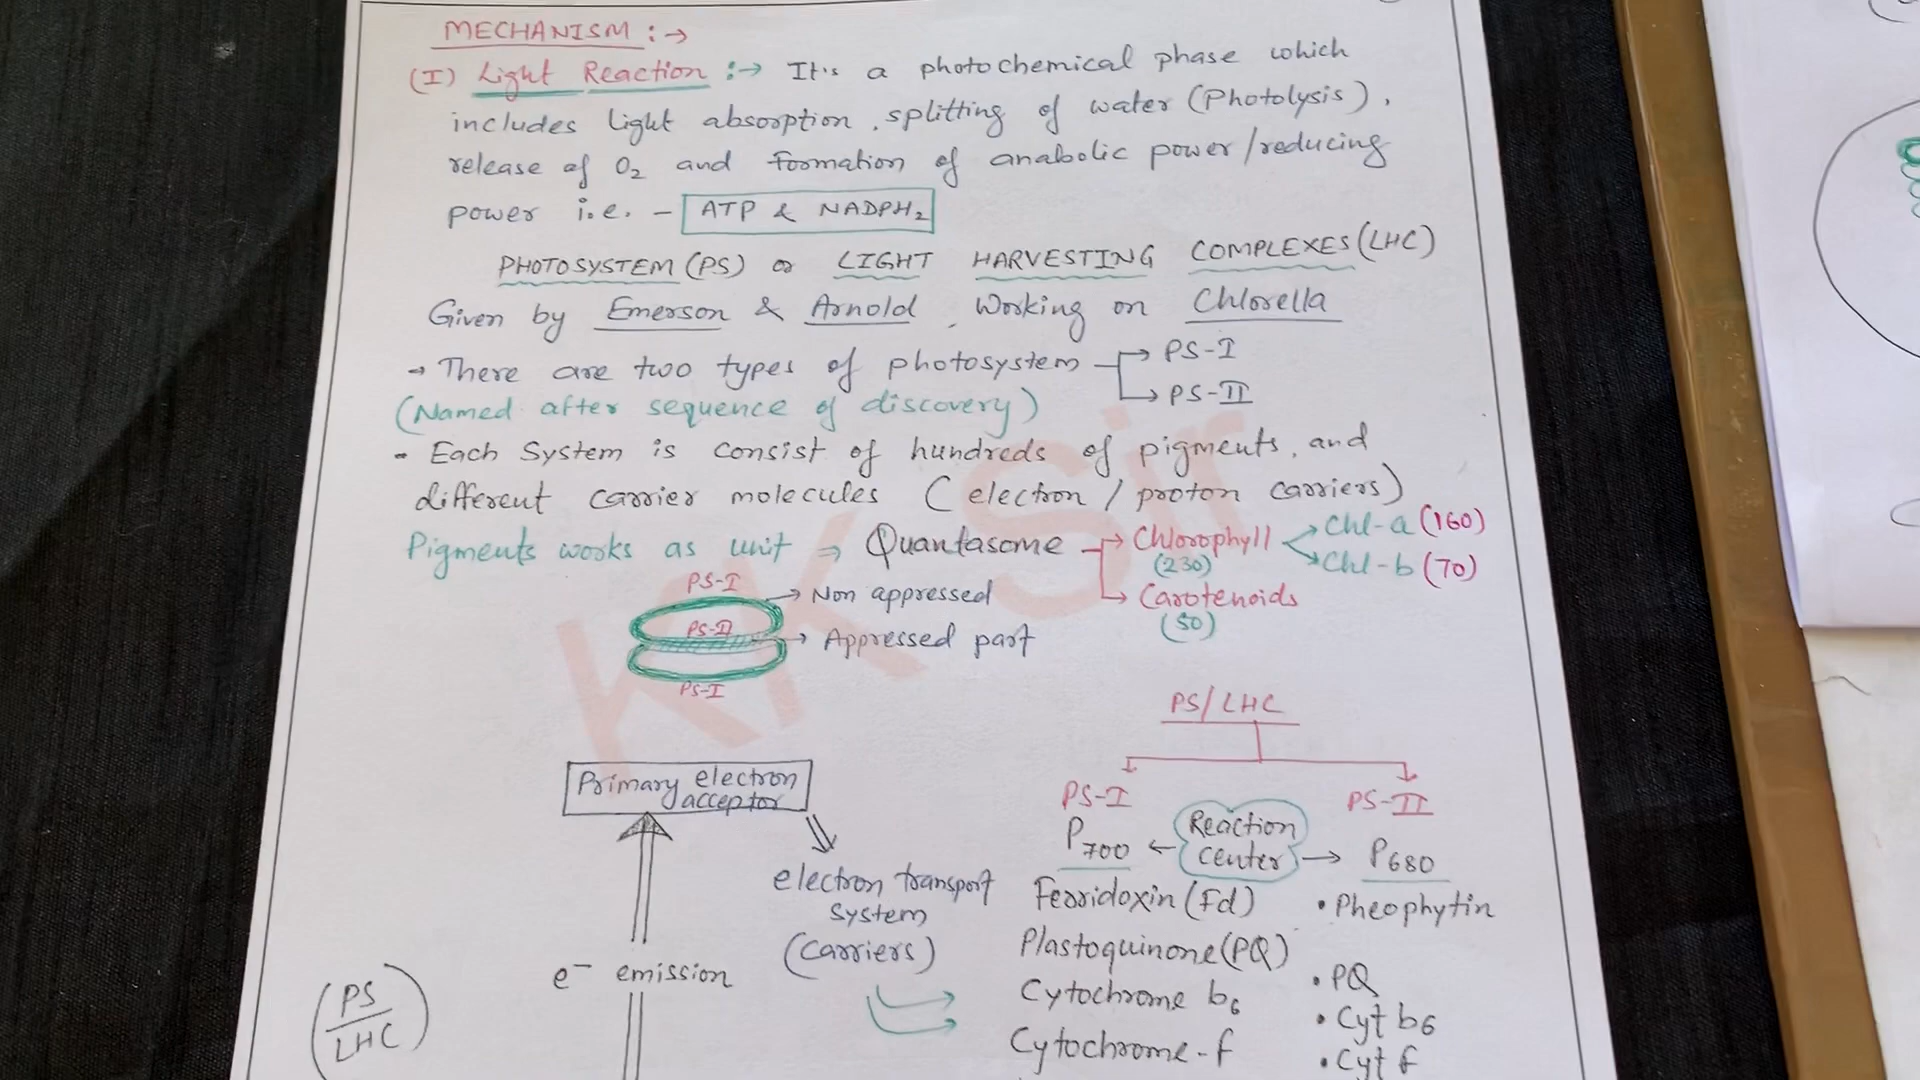 MECHANISM :→
(I) Light Reaction :→ It's a photochemical phase which
includes light absorption, splitting of water (Photolysis),
release of O₂ and formation of anabolic power/reducing
power i.e. - ATP & NADPH₂
PHOTOSYSTEM (PS) or LIGHT HARVESTING COMPLEXES (LHC)
Given by Emerson & Arnold, Working on Chlorella
→ There are two types of photosystem → PS-I
→ PS-II
(Named after sequence of discovery)
- Each System is consist of hundreds of pigments, and
different carrier molecules (electron / proton carriers)
Pigments works as unit ⇒ Quantasome → Chlorophyll → Chl-a (160)
(230) → Chl-b (70)
→ Carotenoids
(50)
PS-I → Non appressed
PS-II → Appressed part
PS-I
KK Sir
PS/LHC
PS-I PS-II
P700 ← Reaction center → P680
Primary electron
acceptor
electron transport
system
(carriers)
Ferridoxin (Fd) • Pheophytin
Plastoquinone (PQ) • PQ
Cytochrome b₆ • Cyt b6
Cytochrome-f • Cyt f
e⁻ emission
(PS/LHC)